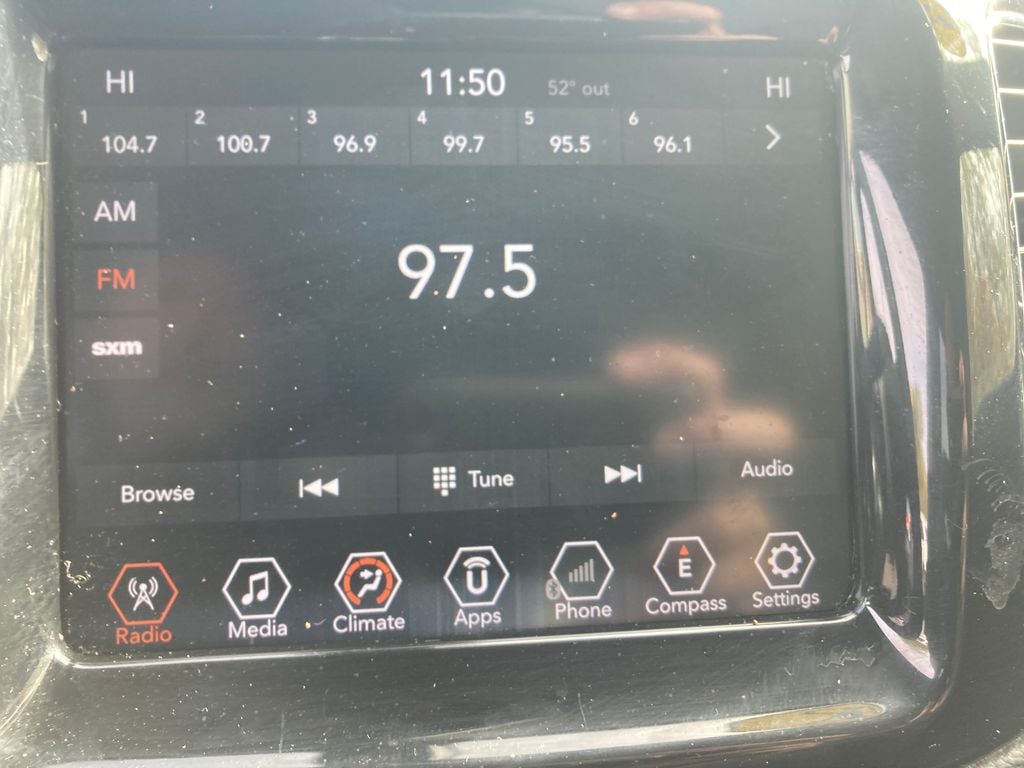 HI 11:50 52° out HI
1 2 3 4 5 6
104.7 100.7 96.9 99.7 95.5 96.1
AM
97.5
FM
sxm
Browse Tune Audio
E
Radio Media Climate Apps Phone Compass Settings